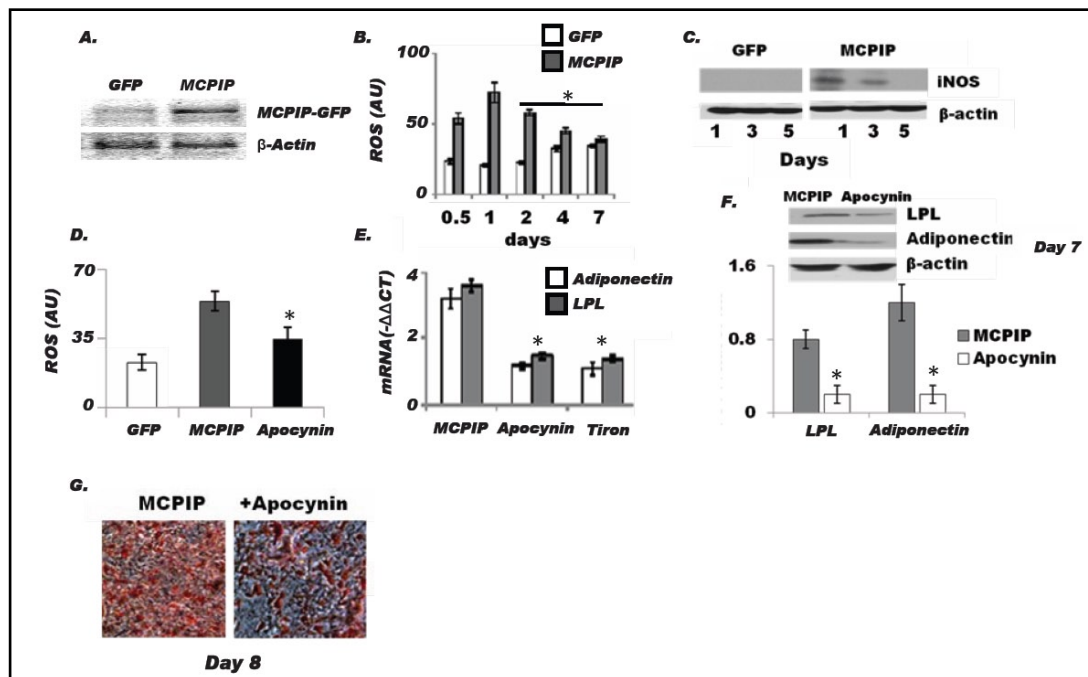 A.
GFP MCPIP
MCPIP-GFP
β-Actin
B.
GFP
MCPIP
*
ROS (AU)
100
50
0
0.5 1 2 4 7
days
C.
GFP MCPIP
iNOS
β-actin
1 3 5 1 3 5
Days
D.
ROS (AU)
70
35
0
*
GFP MCPIP Apocynin
E.
Adiponectin
LPL
mRNA(-ΔΔCT)
4
2
0
* *
MCPIP Apocynin Tiron
F.
MCPIP Apocynin
LPL
Adiponectin
β-actin
Day 7
1.6
0.8
0
MCPIP
Apocynin
* *
LPL Adiponectin
G.
MCPIP +Apocynin
Day 8